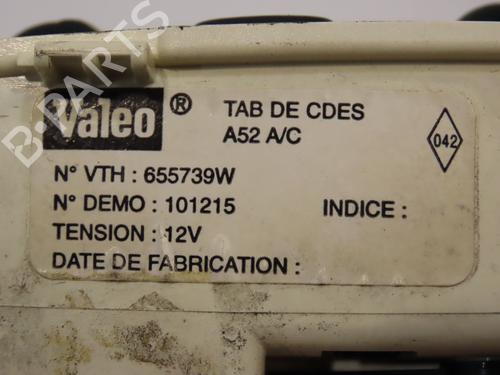 B-PARTS
Valeo ® TAB DE CDES
A52 A/C
042
N° VTH : 655739W
N° DEMO : 101215 INDICE :
TENSION : 12V
DATE DE FABRICATION :